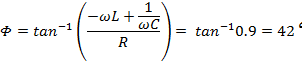 Φ = tan⁻¹((-ωL + 1/ωC)/R) = tan⁻¹0.9 = 42 ‘